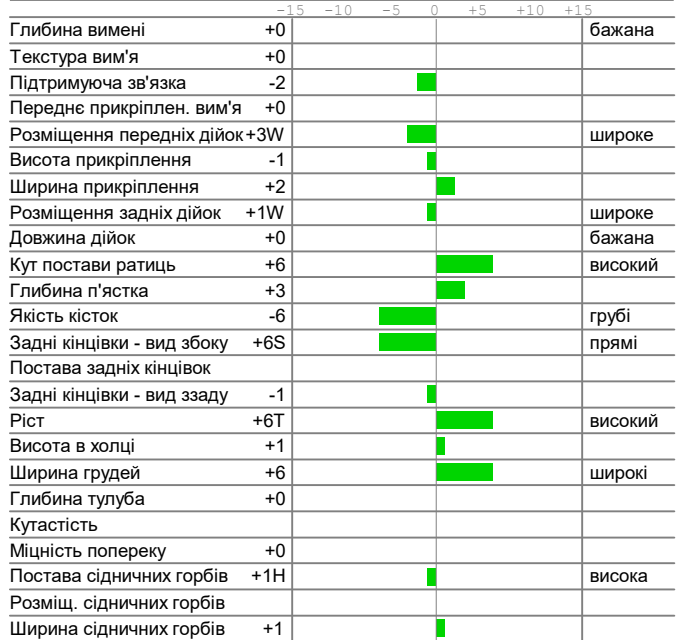 -15 -10 -5 0 +5 +10 +15
Глибина вимені +0 бажана
Текстура вим'я +0
Підтримуюча зв'язка -2
Переднє прикріплен. вим'я +0
Розміщення передніх дійок +3W широке
Висота прикріплення -1
Ширина прикріплення +2
Розміщення задніх дійок +1W широке
Довжина дійок +0 бажана
Кут постави ратиць +6 високий
Глибина п'ястка +3
Якість кісток -6 грубі
Задні кінцівки - вид збоку +6S прямі
Постава задніх кінцівок
Задні кінцівки - вид ззаду -1
Ріст +6T високий
Висота в холці +1
Ширина грудей +6 широкі
Глибина тулуба +0
Кутастість
Міцність попереку +0
Постава сідничних горбів +1H висока
Розміщ. сідничних горбів
Ширина сідничних горбів +1